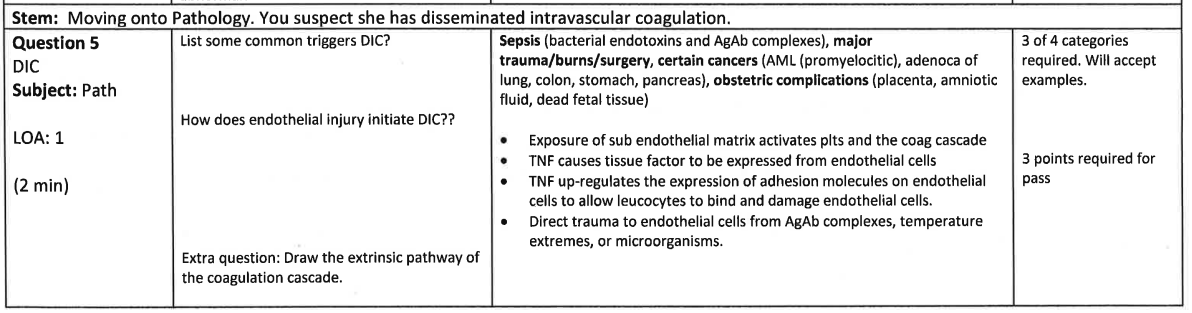 Stem: Moving onto Pathology. You suspect she has disseminated intravascular coagulation.
Question 5
DIC
Subject: Path
LOA: 1
(2 min)
List some common triggers DIC?
How does endothelial injury initiate DIC??
Extra question: Draw the extrinsic pathway of
the coagulation cascade.
Sepsis (bacterial endotoxins and AgAb complexes), major
trauma/burns/surgery, certain cancers (AML (promyelocitic), adenoca of
lung, colon, stomach, pancreas), obstetric complications (placenta, amniotic
fluid, dead fetal tissue)
• Exposure of sub endothelial matrix activates plts and the coag cascade
• TNF causes tissue factor to be expressed from endothelial cells
• TNF up-regulates the expression of adhesion molecules on endothelial
cells to allow leucocytes to bind and damage endothelial cells.
• Direct trauma to endothelial cells from AgAb complexes, temperature
extremes, or microorganisms.
3 of 4 categories
required. Will accept
examples.
3 points required for
pass